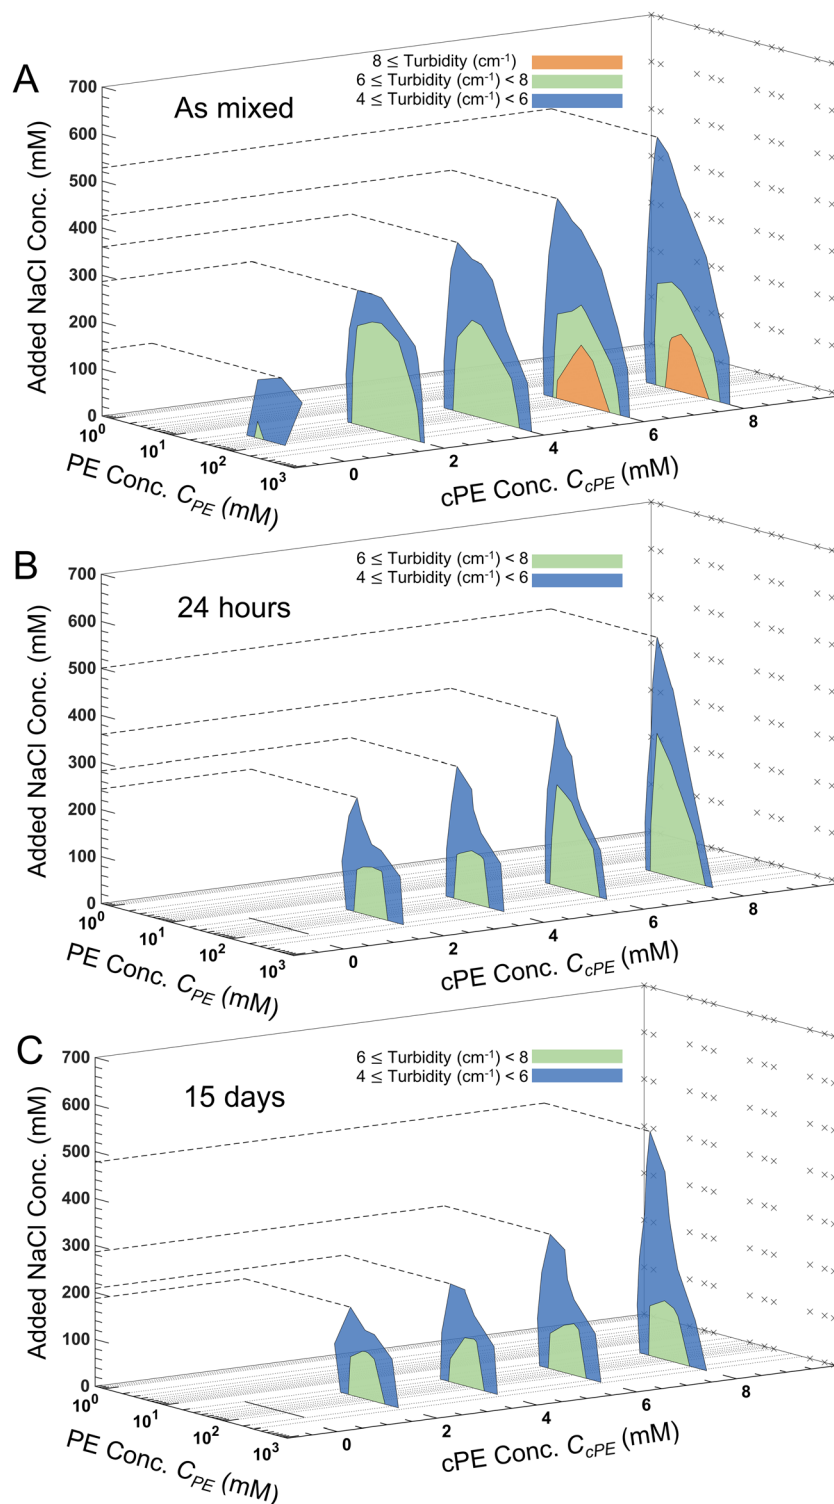 A
As mixed
8 ≤ Turbidity (cm⁻¹)
6 ≤ Turbidity (cm⁻¹) < 8
4 ≤ Turbidity (cm⁻¹) < 6
Added NaCl Conc. (mM)
700
600
500
400
300
200
100
0
10⁰
10¹
10²
10³
PE Conc. C_PE (mM)
0
2
4
6
8
cPE Conc. C_cPE (mM)
B
24 hours
6 ≤ Turbidity (cm⁻¹) < 8
4 ≤ Turbidity (cm⁻¹) < 6
Added NaCl Conc. (mM)
700
600
500
400
300
200
100
0
10⁰
10¹
10²
10³
PE Conc. C_PE (mM)
0
2
4
6
8
cPE Conc. C_cPE (mM)
C
15 days
6 ≤ Turbidity (cm⁻¹) < 8
4 ≤ Turbidity (cm⁻¹) < 6
Added NaCl Conc. (mM)
700
600
500
400
300
200
100
0
10⁰
10¹
10²
10³
PE Conc. C_PE (mM)
0
2
4
6
8
cPE Conc. C_cPE (mM)